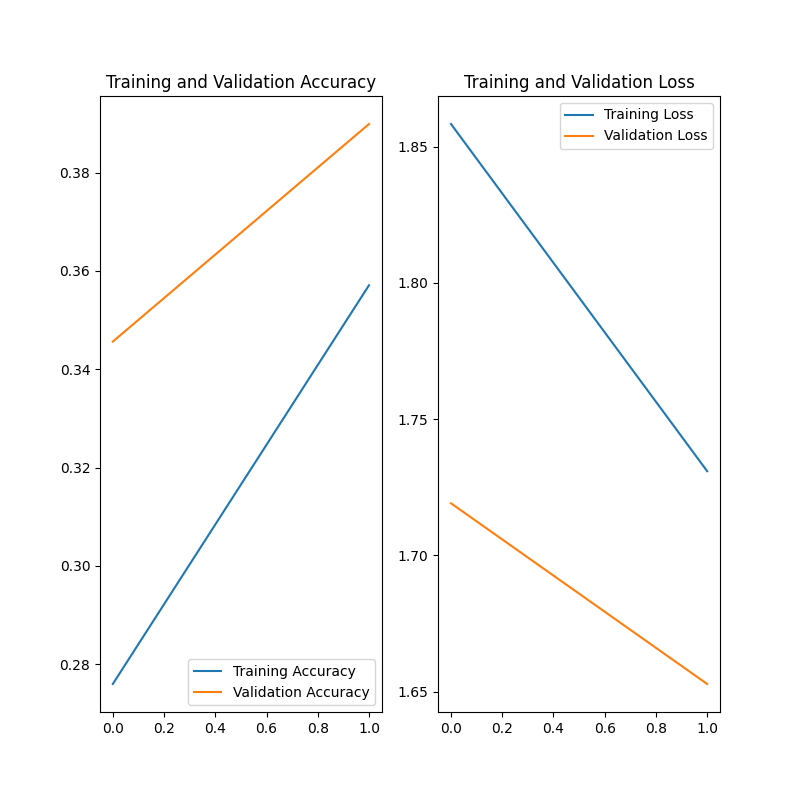 Training and Validation Accuracy
0.38
0.36
0.34
0.32
0.30
0.28
Training Accuracy
Validation Accuracy
0.0 0.2 0.4 0.6 0.8 1.0
Training and Validation Loss
Training Loss
Validation Loss
1.85
1.80
1.75
1.70
1.65
0.0 0.2 0.4 0.6 0.8 1.0